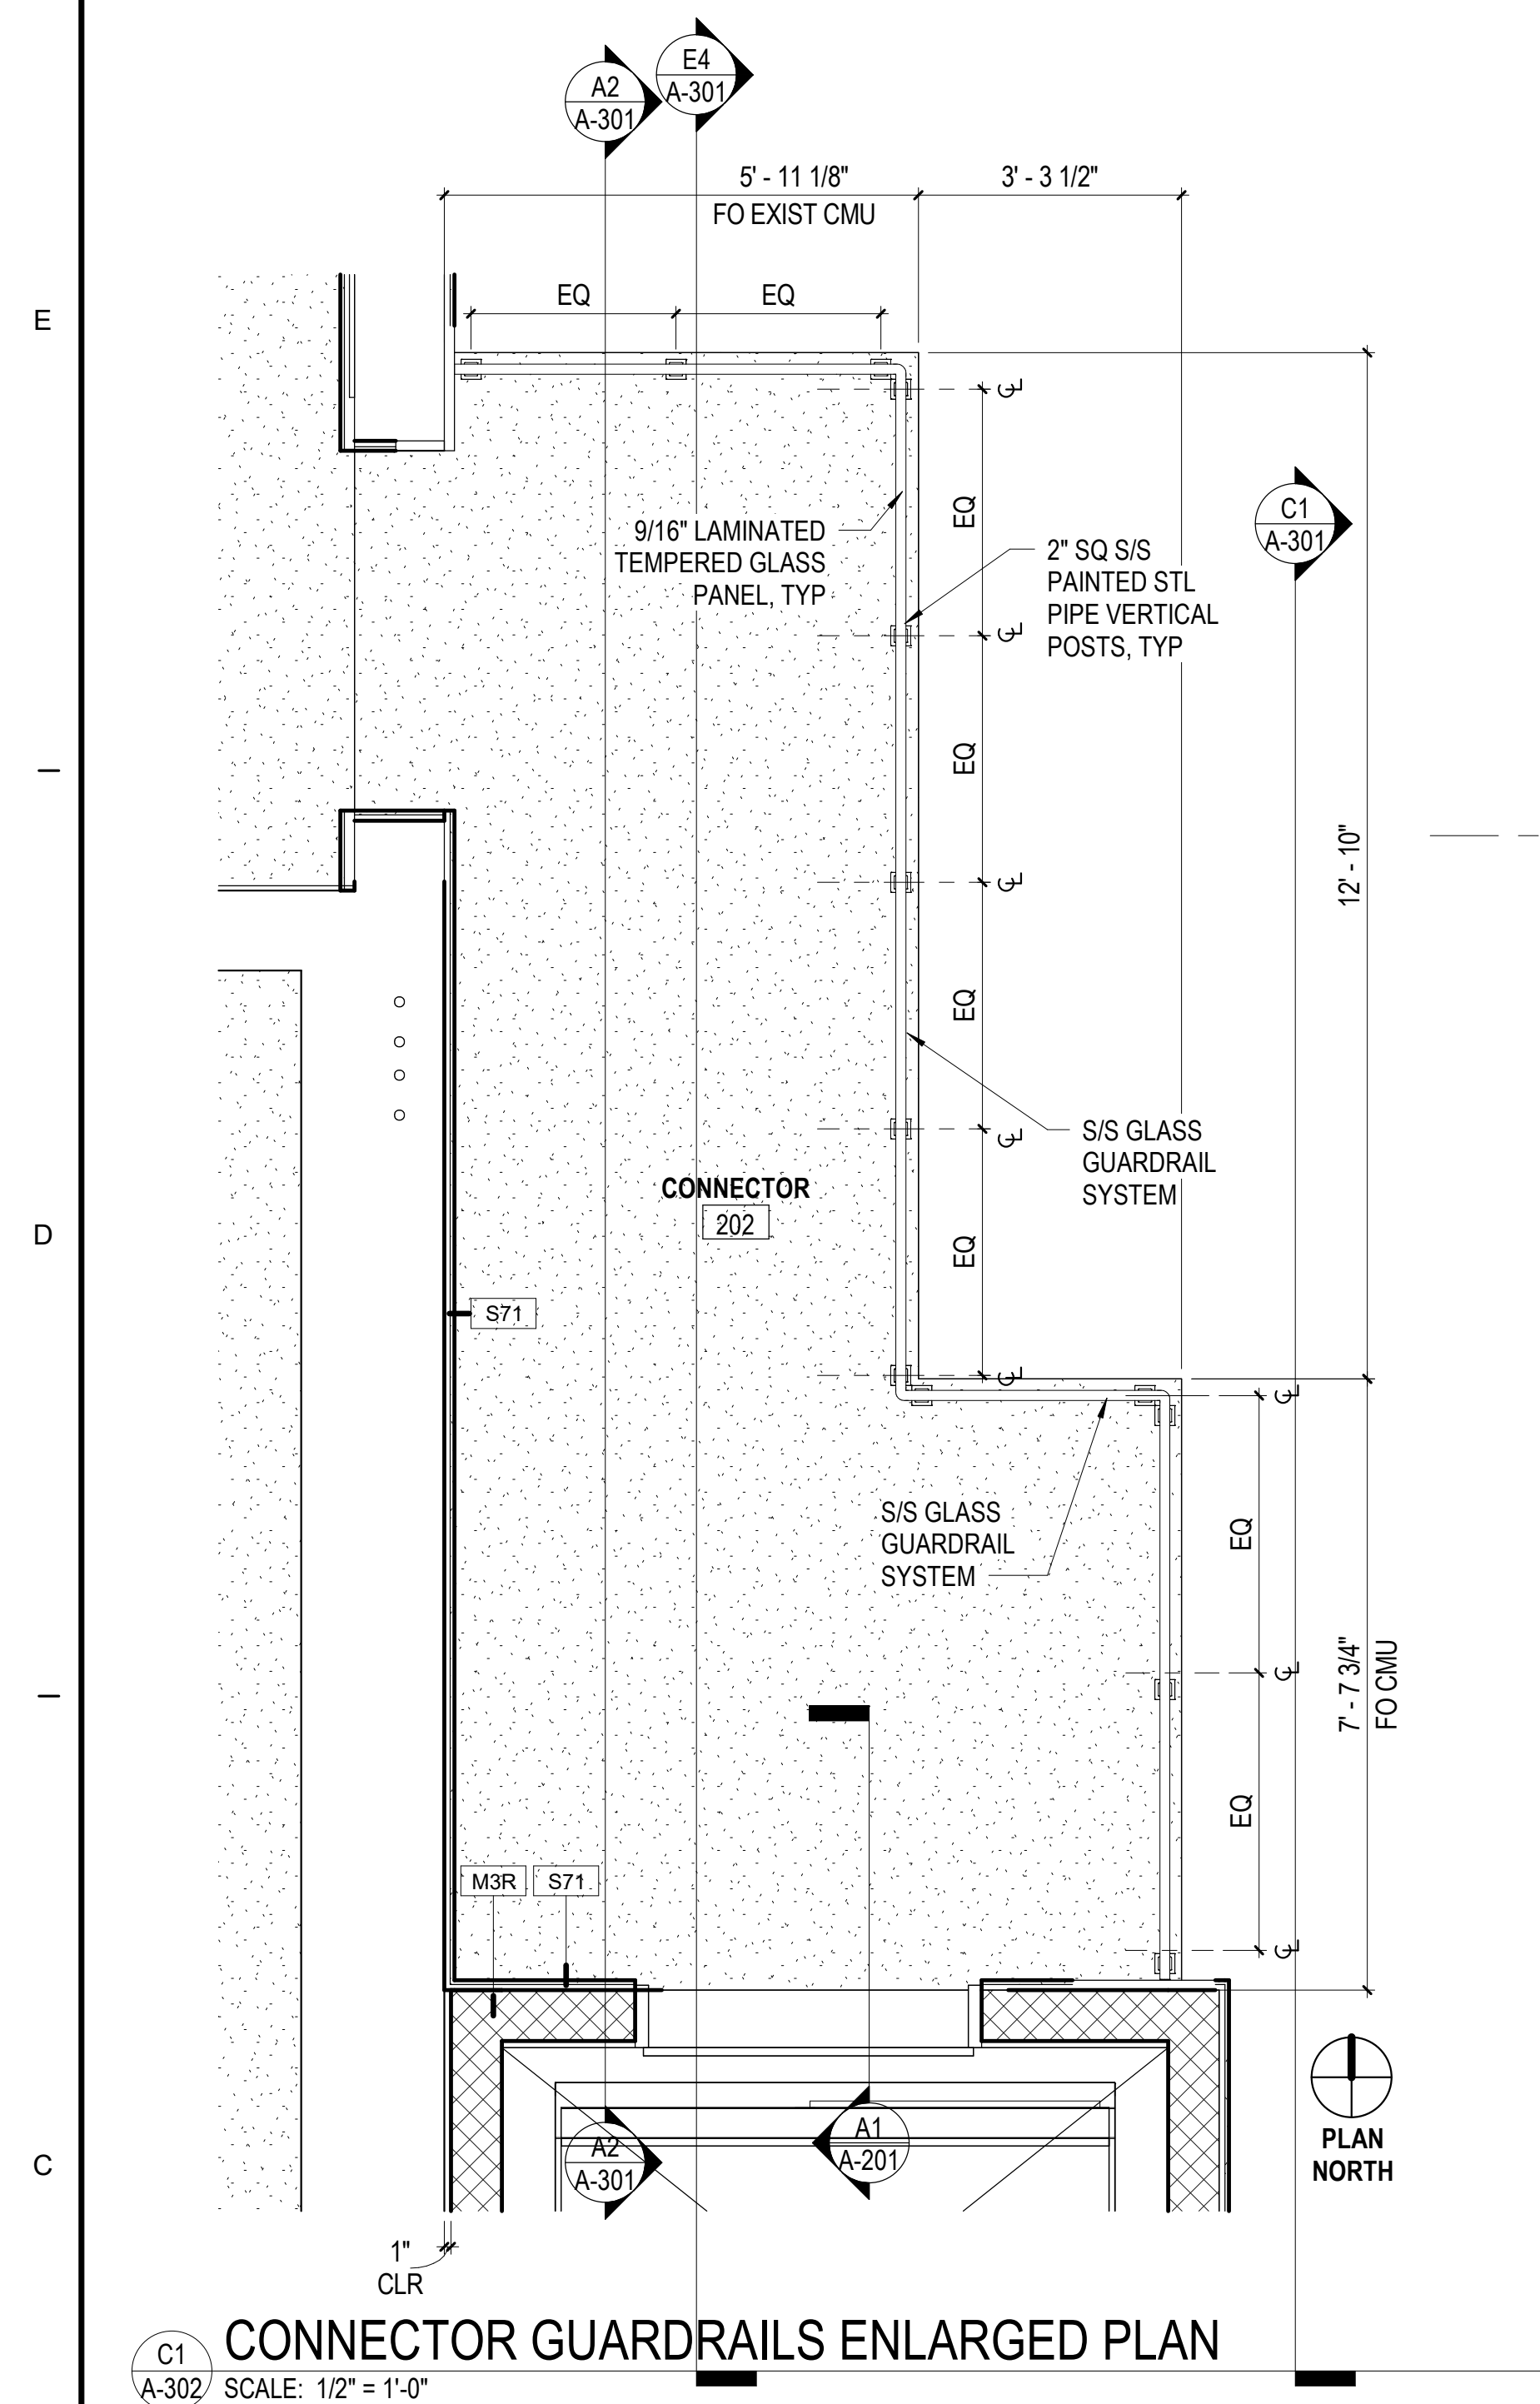 E4
A-301
A2
A-301
5' - 11 1/8"
3' - 3 1/2"
FO EXIST CMU
EQ
EQ
E
EQ
C1
A-301
9/16" LAMINATED
TEMPERED GLASS
PANEL, TYP
2" SQ S/S
PAINTED STL
PIPE VERTICAL
POSTS, TYP
EQ
12' - 10"
EQ
S/S GLASS
GUARDRAIL
SYSTEM
CONNECTOR
202
D
EQ
S71
S/S GLASS
GUARDRAIL
SYSTEM
EQ
7' - 7 3/4"
FO CMU
EQ
M3R
S71
A2
A-301
A1
A-201
PLAN
NORTH
C
1"
CLR
C1
A-302
CONNECTOR GUARDRAILS ENLARGED PLAN
SCALE: 1/2" = 1'-0"